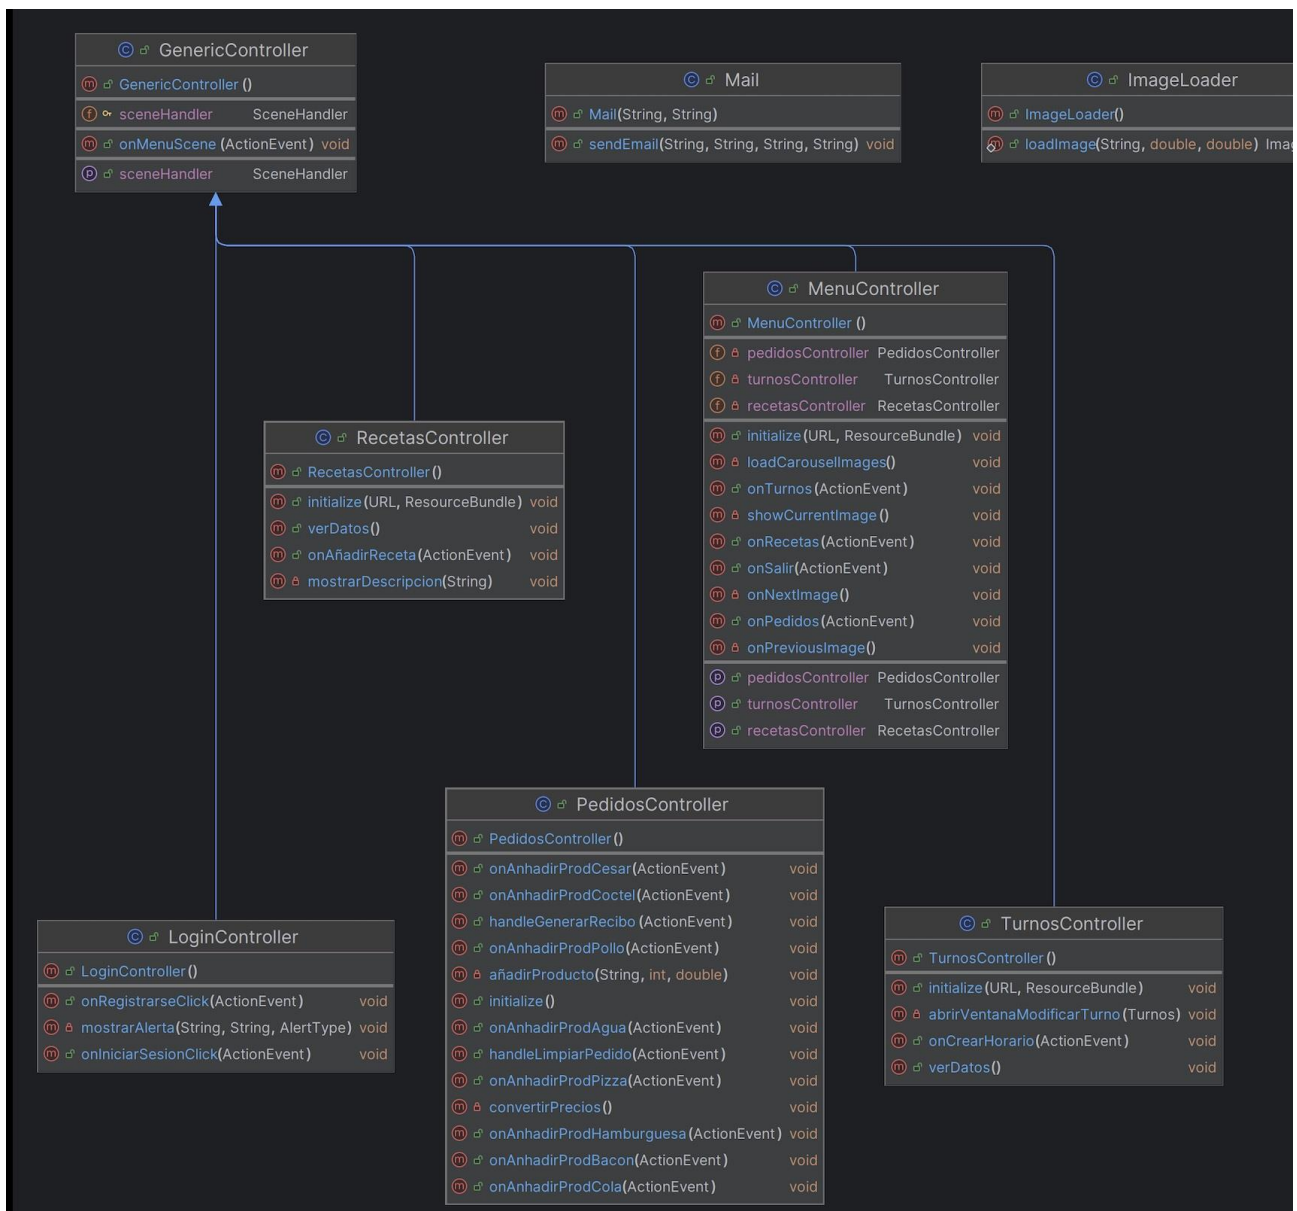 GenericController
GenericController ()
sceneHandler SceneHandler
onMenuScene (ActionEvent) void
sceneHandler SceneHandler
Mail
Mail(String, String)
sendEmail(String, String, String, String) void
ImageLoader
ImageLoader()
loadImage(String, double, double) Imag
MenuController
MenuController ()
pedidosController PedidosController
turnosController TurnosController
recetasController RecetasController
initialize(URL, ResourceBundle) void
loadCarouselImages() void
onTurnos(ActionEvent) void
showCurrentImage() void
onRecetas(ActionEvent) void
onSalir(ActionEvent) void
onNextImage() void
onPedidos(ActionEvent) void
onPreviousImage() void
pedidosController PedidosController
turnosController TurnosController
recetasController RecetasController
RecetasController
RecetasController()
initialize(URL, ResourceBundle) void
verDatos() void
onAñadirReceta(ActionEvent) void
mostrarDescripcion(String) void
PedidosController
PedidosController()
onAnhadirProdCesar(ActionEvent) void
onAnhadirProdCoctel(ActionEvent) void
handleGenerarRecibo (ActionEvent) void
onAnhadirProdPollo(ActionEvent) void
añadirProducto(String, int, double) void
initialize() void
onAnhadirProdAgua(ActionEvent) void
handleLimpiarPedido(ActionEvent) void
onAnhadirProdPizza(ActionEvent) void
convertirPrecios() void
onAnhadirProdHamburguesa(ActionEvent) void
onAnhadirProdBacon(ActionEvent) void
onAnhadirProdCola(ActionEvent) void
LoginController
LoginController()
onRegistrarseClick(ActionEvent) void
mostrarAlerta(String, String, AlertType) void
onIniciarSesionClick(ActionEvent) void
TurnosController
TurnosController()
initialize(URL, ResourceBundle) void
abrirVentanaModificarTurno(Turnos) void
onCrearHorario(ActionEvent) void
verDatos() void